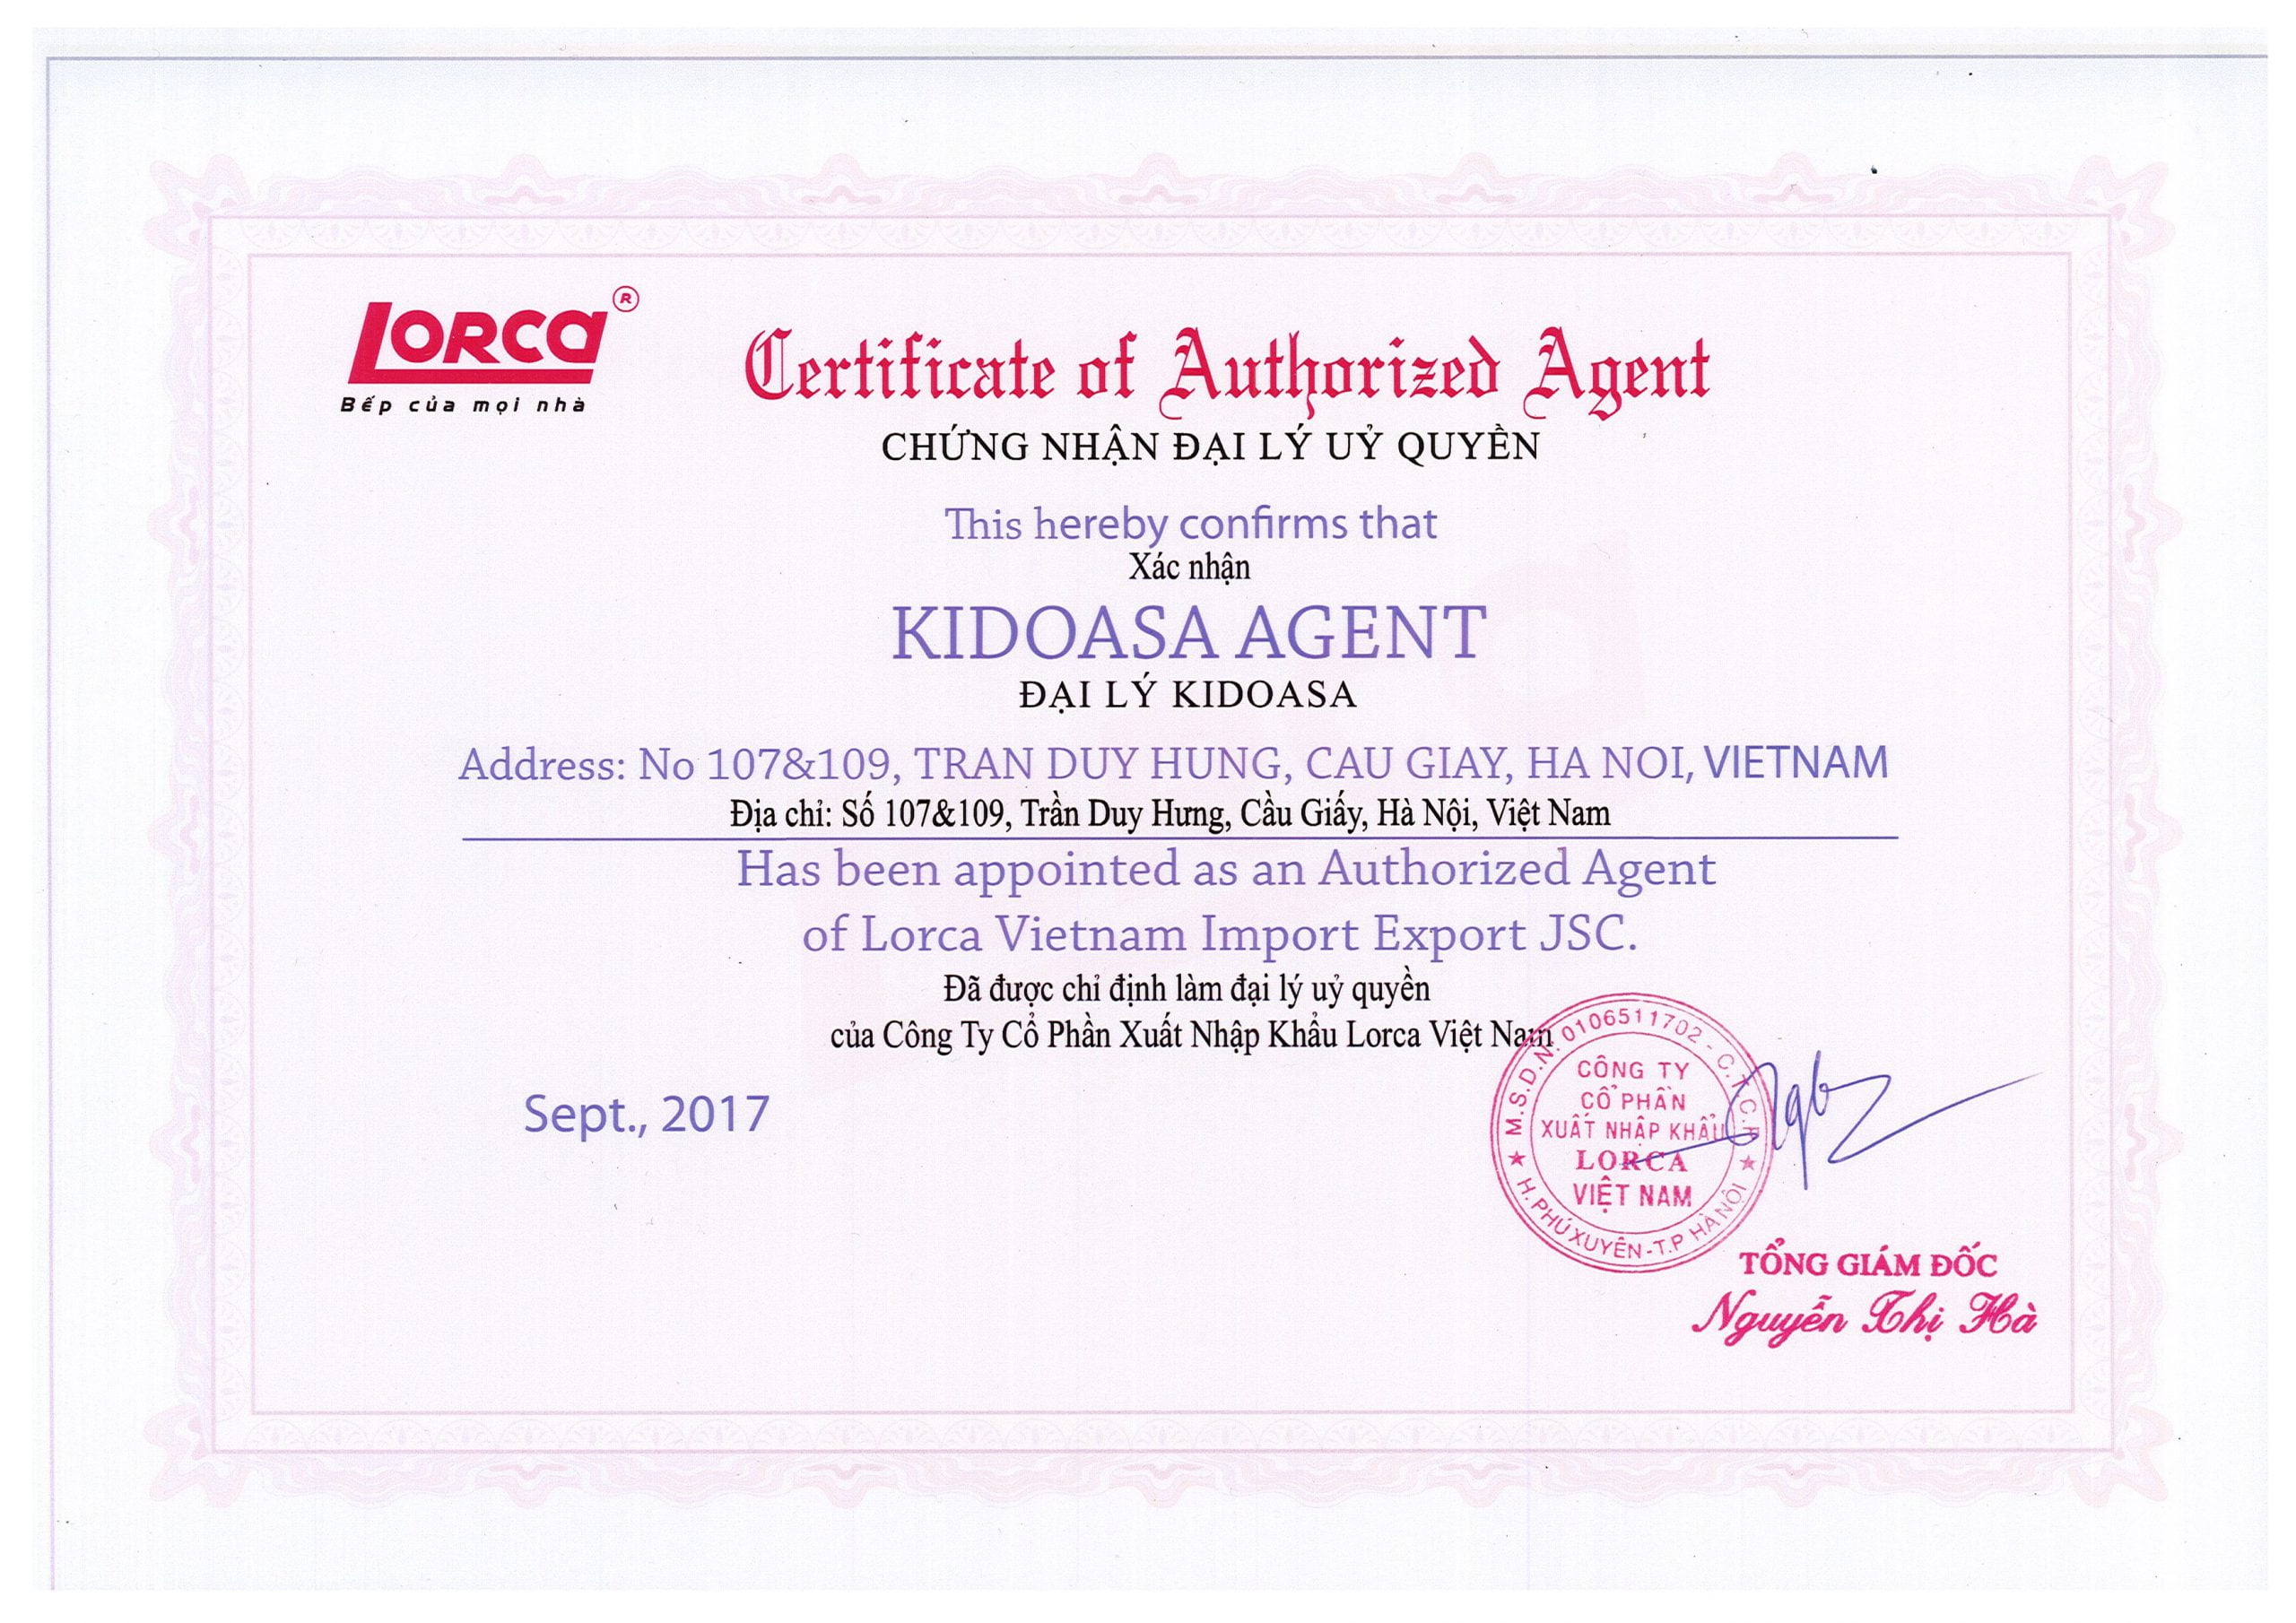 LORCA ®
Bếp của mọi nhà
Certificate of Authorized Agent
CHỨNG NHẬN ĐẠI LÝ UỶ QUYỀN
This hereby confirms that
Xác nhận
KIDOASA AGENT
ĐẠI LÝ KIDOASA
Address: No 107&109, TRAN DUY HUNG, CAU GIAY, HA NOI, VIETNAM
Địa chỉ: Số 107&109, Trần Duy Hưng, Cầu Giấy, Hà Nội, Việt Nam
Has been appointed as an Authorized Agent
of Lorca Vietnam Import Export JSC.
Đã được chỉ định làm đại lý uỷ quyền
của Công Ty Cổ Phần Xuất Nhập Khẩu Lorca Việt Nam
Sept., 2017
M.S.D.N: 0106511702 - C.T.C.P
CÔNG TY
CỔ PHẦN
XUẤT NHẬP KHẨU
LORCA
VIỆT NAM
H. PHÚ XUYÊN - T.P HÀ NỘI
TỔNG GIÁM ĐỐC
Nguyễn Thị Hà